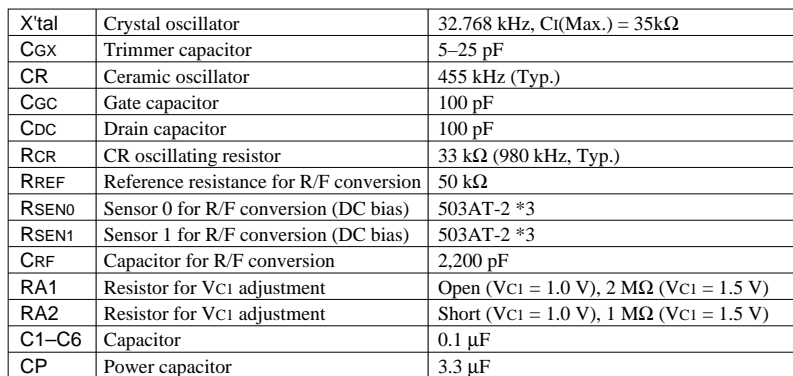 X'tal Crystal oscillator 32.768 kHz, CI(Max.) = 35kΩ
CGX Trimmer capacitor 5–25 pF
CR Ceramic oscillator 455 kHz (Typ.)
CGC Gate capacitor 100 pF
CDC Drain capacitor 100 pF
RCR CR oscillating resistor 33 kΩ (980 kHz, Typ.)
RREF Reference resistance for R/F conversion 50 kΩ
RSEN0 Sensor 0 for R/F conversion (DC bias) 503AT-2 *3
RSEN1 Sensor 1 for R/F conversion (DC bias) 503AT-2 *3
CRF Capacitor for R/F conversion 2,200 pF
RA1 Resistor for VC1 adjustment Open (VC1 = 1.0 V), 2 MΩ (VC1 = 1.5 V)
RA2 Resistor for VC1 adjustment Short (VC1 = 1.0 V), 1 MΩ (VC1 = 1.5 V)
C1–C6 Capacitor 0.1 µF
CP Power capacitor 3.3 µF